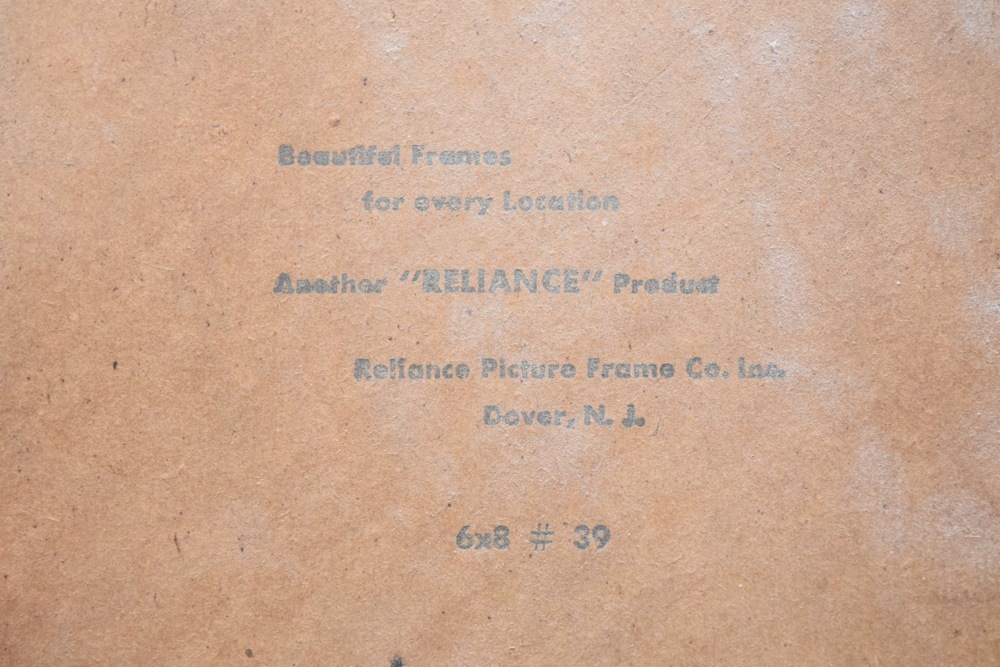 Beautiful Frames
for every Location
Another "RELIANCE" Product
Reliance Picture Frame Co. Inc.
Dover, N. J.
6x8 # 39